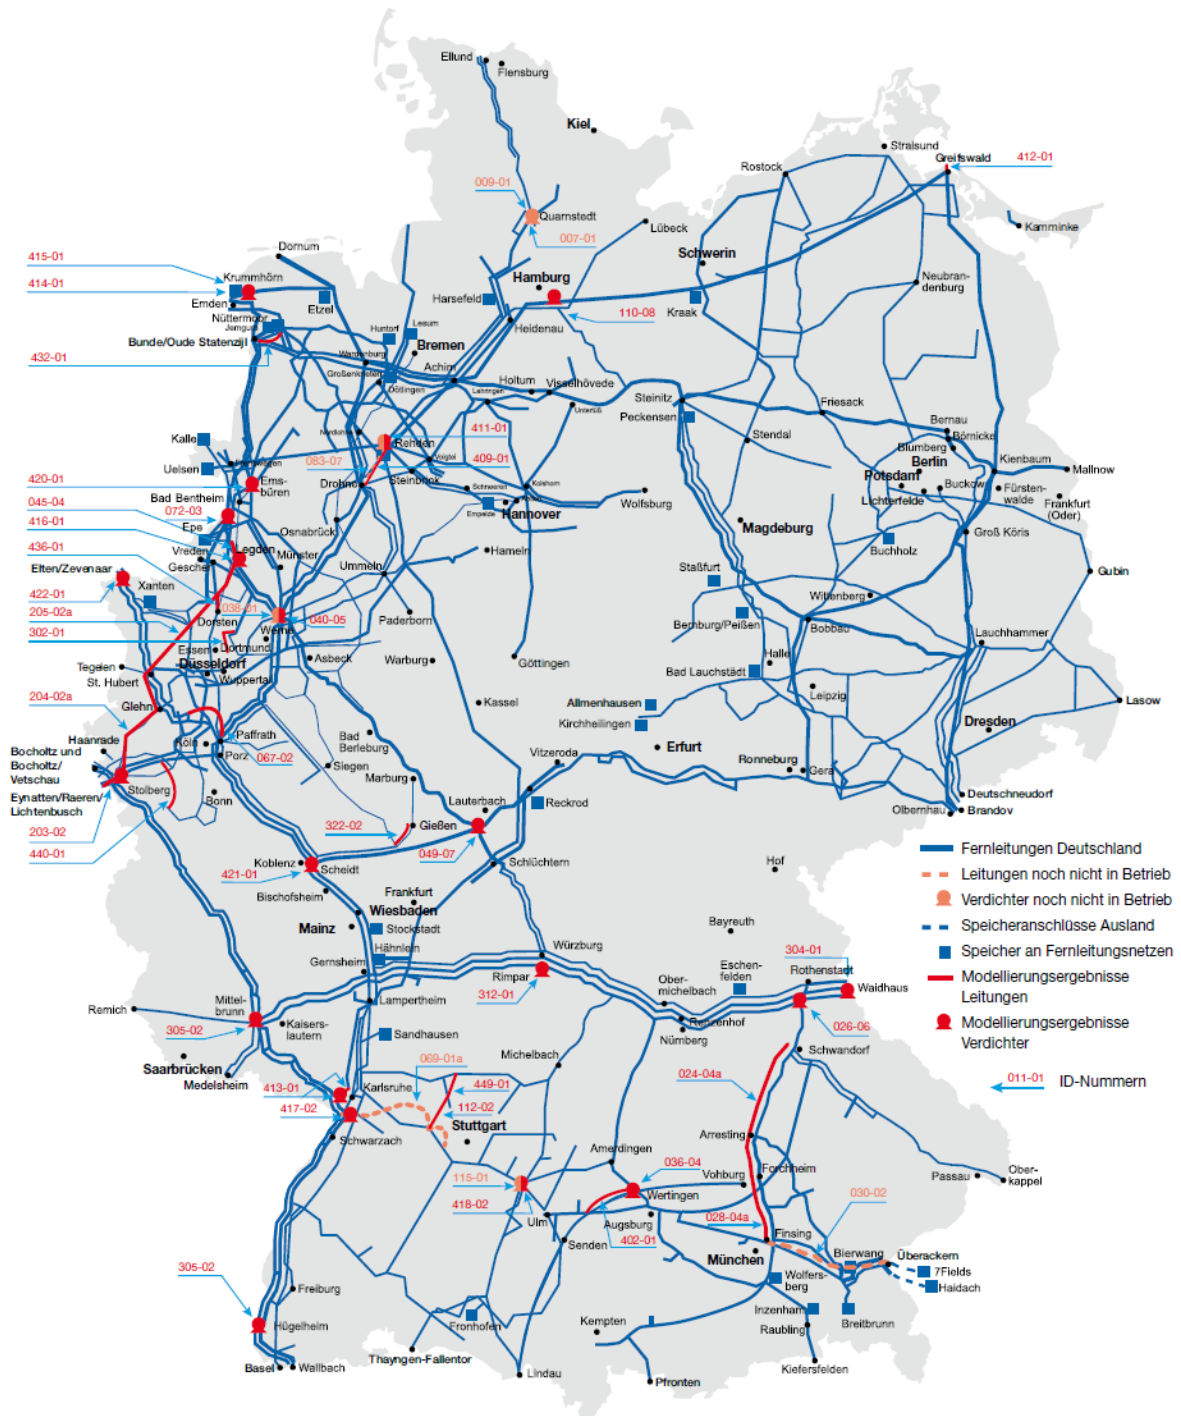 Ellund
Flensburg
Kiel
Stralsund
Rostock
Greifswald
412-01
009-01
Quarnstedt
007-01
Lübeck
Kamminke
Dornum
415-01
414-01
Krummhörn
Emden
Etzel
Nüttermoor
Jemgum
Bunde/Oude Statenzijl
432-01
Hamburg
Harsefeld
Heidenau
110-08
Schwerin
Kraak
Neubran-
denburg
Huntorf
Lesum
Bremen
Wardenburg
Großenkneten
Dötlingen
Achim
Lehringen
Holtum
Visselhövede
Unterlüß
Steinitz
Peckensen
Friesack
Stendal
Bernau
Börnicke
Blumberg
Berlin
Potsdam
Lichterfelde
Buckow
Kienbaum
Mallnow
Fürsten-
walde
Frankfurt
(Oder)
Kalle
Uelsen
Rehden
411-01
409-01
083-07
Voigtei
Drohne
Steinbrink
Schneeren
Kolshorn
Empelde
Hannover
Wolfsburg
420-01
045-04
072-03
416-01
436-01
Ems-
büren
Bad Bentheim
Epe
Vreden
Gescher
Legden
Münster
Osnabrück
Ummeln
Hameln
Magdeburg
Groß Köris
Buchholz
Gubin
Staßfurt
Wittenberg
Bernburg/Peißen
Bobbau
Lauchhammer
Elten/Zevenaar
422-01
205-02a
302-01
Xanten
038-01
040-05
Dorsten
Werne
Essen
Dortmund
Düsseldorf
Wuppertal
Tegelen
St. Hubert
Asbeck
Paderborn
Warburg
Göttingen
Halle
Bad Lauchstädt
Leipzig
Lasow
Dresden
204-02a
Glehn
Kassel
Allmenhausen
Kirchheilingen
Erfurt
Haanrade
Bocholtz und
Bocholtz/
Vetschau
Eynatten/Raeren/
Lichtenbusch
203-02
440-01
Stolberg
Köln
Paffrath
Porz
067-02
Bonn
Bad
Berleburg
Siegen
Marburg
Vitzeroda
Ronneburg
Gera
Lauterbach
Reckrod
322-02
Gießen
049-07
Olbernhau
Deutschneudorf
Brandov
Koblenz
421-01
Scheidt
Bischofsheim
Schlüchtern
Hof
Frankfurt
Wiesbaden
Mainz
Stockstadt
Hähnlein
Gernsheim
Bayreuth
Würzburg
Rimpar
312-01
Ober-
michelbach
Eschen-
felden
304-01
Rothenstadt
Waidhaus
026-06
Renzenhof
Nürnberg
Schwandorf
Remich
Mittel-
brunn
305-02
Kaisers-
lautern
Lampertheim
Sandhausen
Saarbrücken
Medelsheim
Michelbach
069-01a
449-01
112-02
413-01
417-02
Karlsruhe
Stuttgart
Schwarzach
024-04a
Arresting
Amerdingen
Forchheim
Vohburg
036-04
Wertingen
115-01
418-02
Ulm
Senden
Augsburg
402-01
028-04a
Finsing
München
030-02
Passau
Ober-
kappel
Bierwang
Überackern
7Fields
Haidach
Wolfers-
berg
Inzenham
Raubling
Breitbrunn
Kiefersfelden
305-02
Freiburg
Hügelheim
Basel
Wallbach
Thayngen-Fallentor
Fronhofen
Lindau
Kempten
Pfronten
Fernleitungen Deutschland
Leitungen noch nicht in Betrieb
Verdichter noch nicht in Betrieb
Speicheranschlüsse Ausland
Speicher an Fernleitungsnetzen
Modellierungsergebnisse
Leitungen
Modellierungsergebnisse
Verdichter
011-01
ID-Nummern